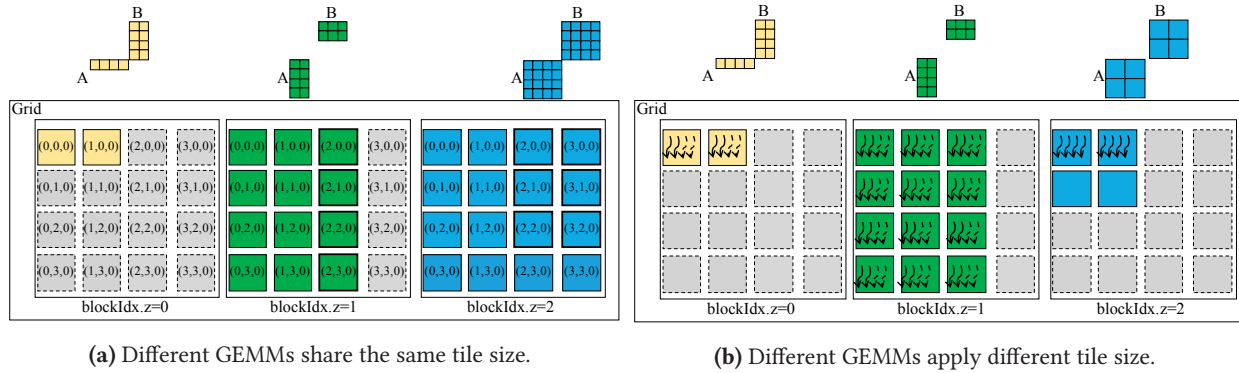 B
A
B
A
B
A
Grid
(0,0,0) (1,0,0) (2,0,0) (3,0,0)
(0,1,0) (1,1,0) (2,1,0) (3,1,0)
(0,2,0) (1,2,0) (2,2,0) (3,2,0)
(0,3,0) (1,3,0) (2,3,0) (3,3,0)
blockIdx.z=0
(0,0,0) (1,0,0) (2,0,0) (3,0,0)
(0,1,0) (1,1,0) (2,1,0) (3,1,0)
(0,2,0) (1,2,0) (2,2,0) (3,2,0)
(0,3,0) (1,3,0) (2,3,0) (3,3,0)
blockIdx.z=1
(0,0,0) (1,0,0) (2,0,0) (3,0,0)
(0,1,0) (1,1,0) (2,1,0) (3,1,0)
(0,2,0) (1,2,0) (2,2,0) (3,2,0)
(0,3,0) (1,3,0) (2,3,0) (3,3,0)
blockIdx.z=2
(a) Different GEMMs share the same tile size.
B
A
B
A
B
A
Grid
blockIdx.z=0
blockIdx.z=1
blockIdx.z=2
(b) Different GEMMs apply different tile size.